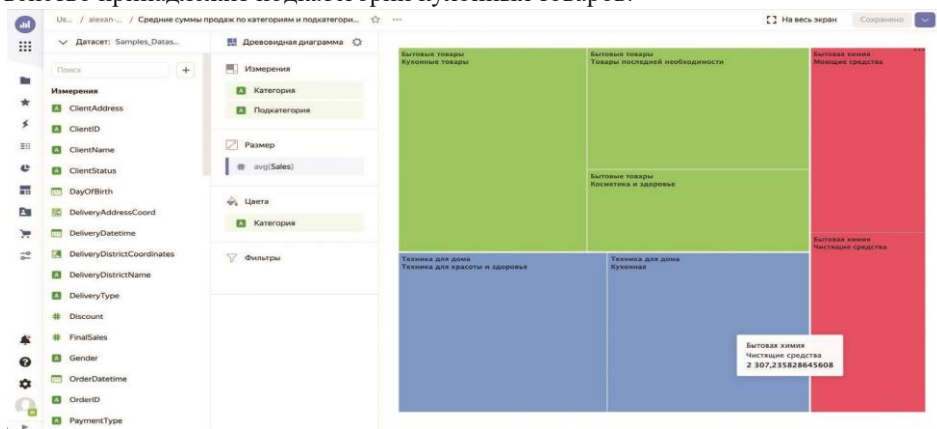 Us... / alexan-... / Средние суммы продаж по категориям и подкатегори... ...
На весь экран Сохранено
Датасет: Samples_Datas...
Поиск
+
Измерения
ClientAddress
ClientID
ClientName
ClientStatus
DayOfBirth
DeliveryAddressCoord
DeliveryDatetime
DeliveryDistrictCoordinates
DeliveryDistrictName
DeliveryType
Discount
FinalSales
Gender
OrderDatetime
OrderID
PaymentType
Древовидная диаграмма
Измерения
Категория
Подкатегория
Размер
avg(Sales)
Цвета
Категория
Фильтры
Бытовые товары
Кухонные товары
Бытовые товары
Товары последней необходимости
Бытовая химия
Моющие средства
Бытовые товары
Косметика и здоровье
Бытовая химия
Чистящие средства
Техника для дома
Техника для красоты и здоровья
Техника для дома
Кухонная
Бытовая химия
Чистящие средства
2 307,235828645608